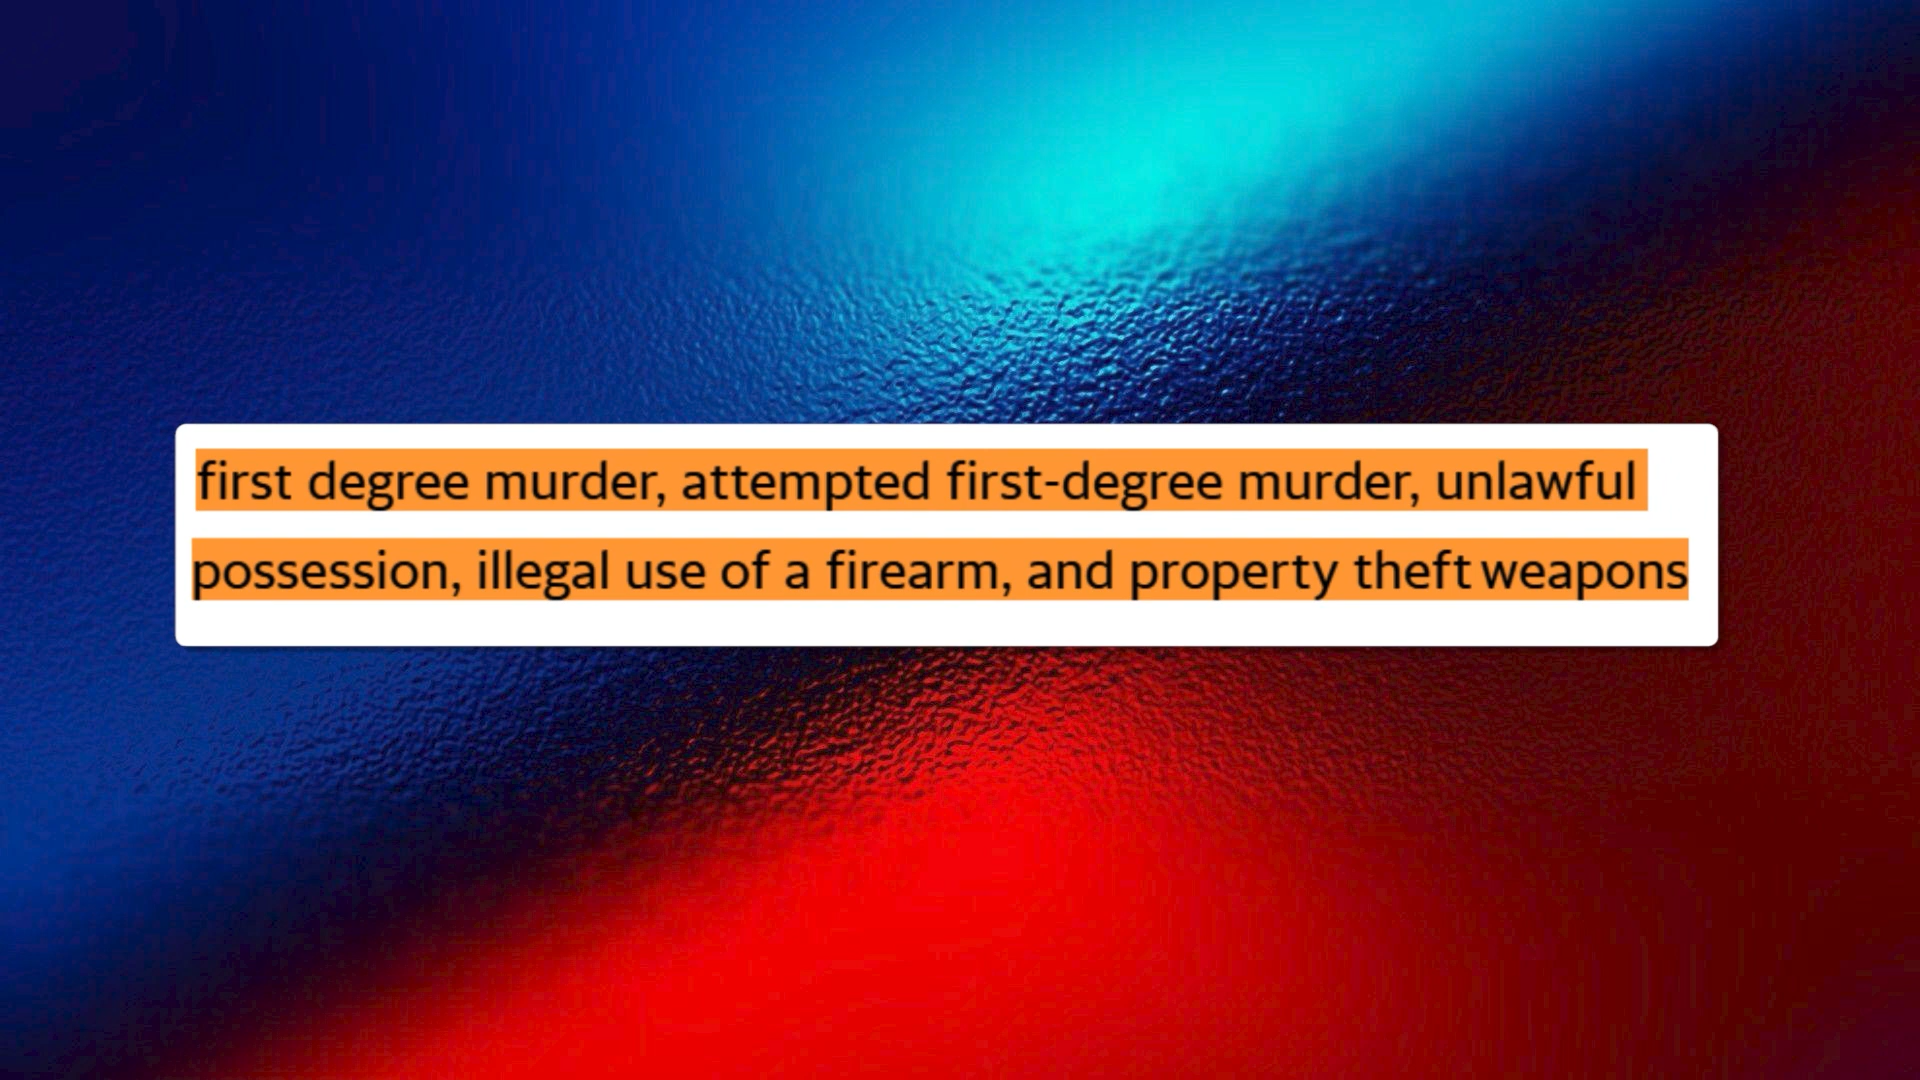 first degree murder, attempted first-degree murder, unlawful
possession, illegal use of a firearm, and property theft weapons